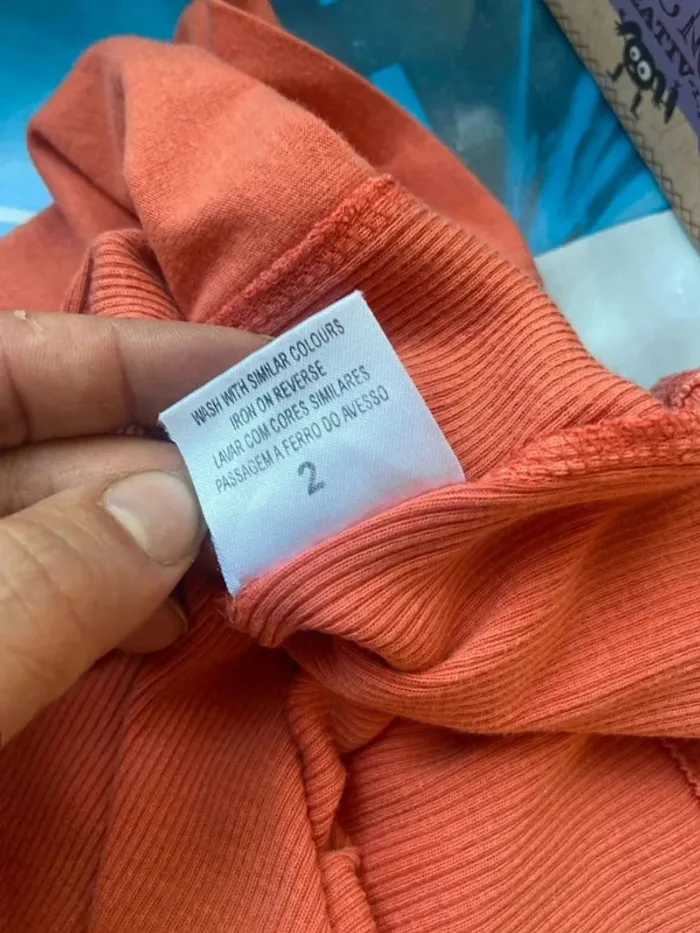 WASH WITH SIMILAR COLOURS
IRON ON REVERSE
LAVAR COM CORES SIMILARES
PASSAGEM A FERRO DO AVESSO
2